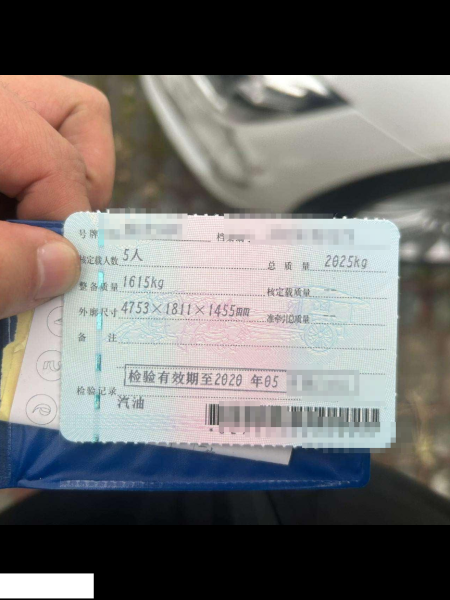 号牌
核定载人数 5人 总质量 2025kg
整备质量 1615kg 核定载质量 --
外廓尺寸 4753×1811×1455mm 准牵引总质量 --
备注
检验有效期至2020 年05
检验记录
汽油